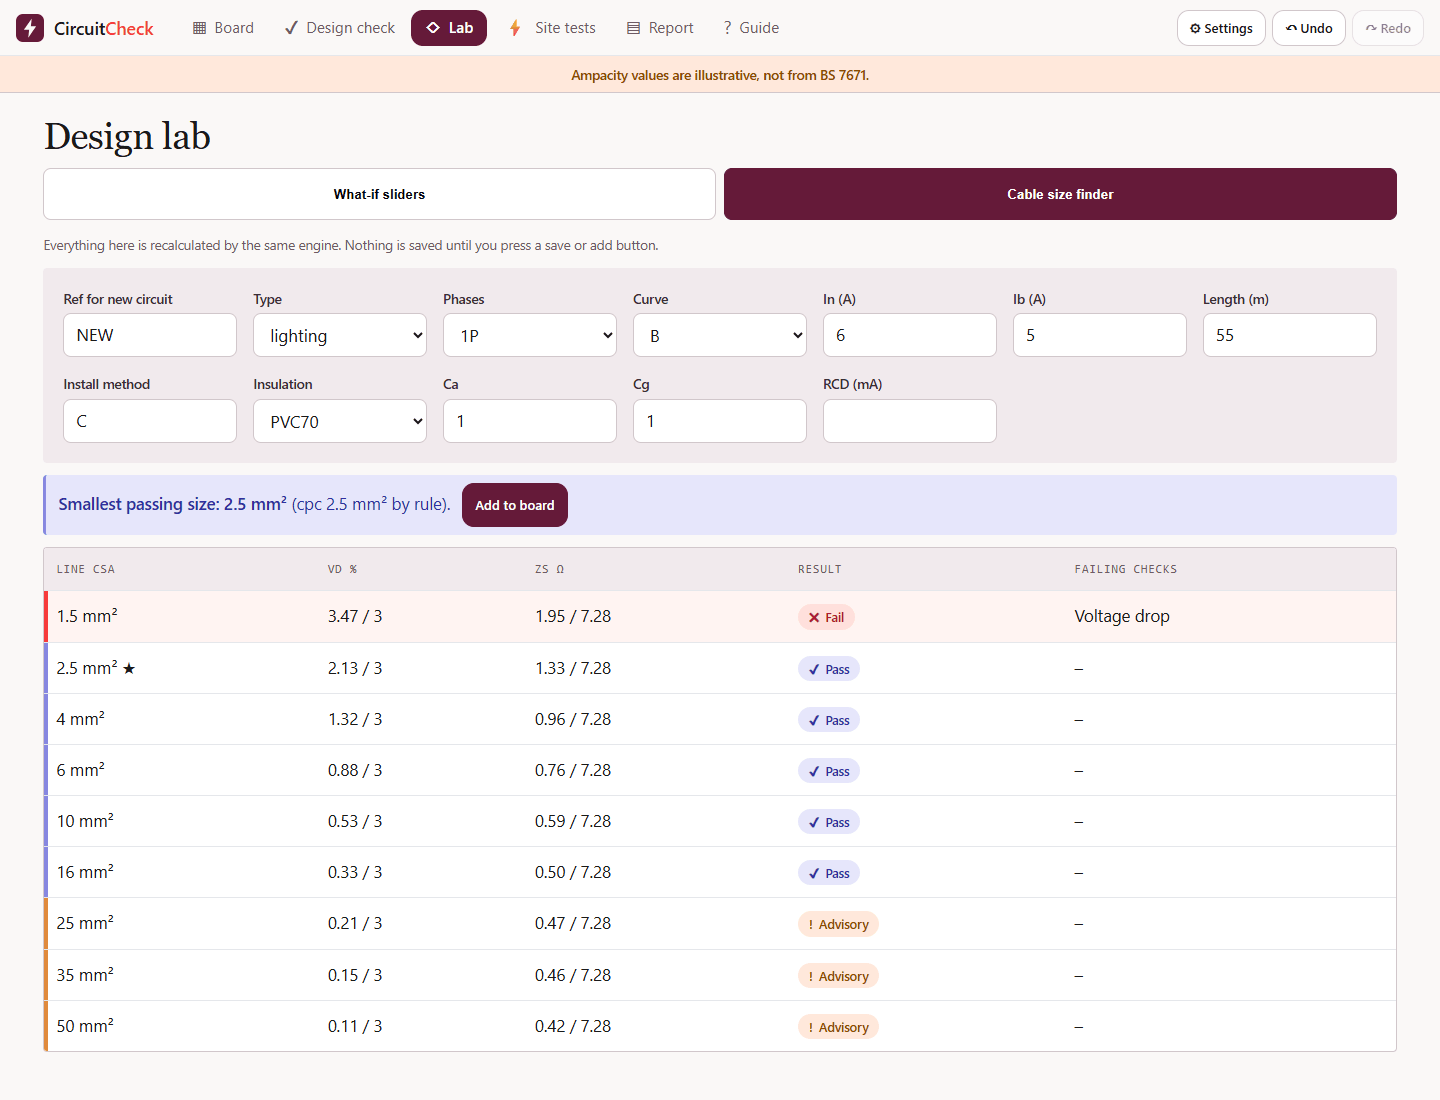 CircuitCheck
Board
Design check
Lab
Site tests
Report
? Guide
Settings
Undo
Redo
Ampacity values are illustrative, not from BS 7671.
Design lab
What-if sliders
Cable size finder
Everything here is recalculated by the same engine. Nothing is saved until you press a save or add button.
Ref for new circuit Type Phases Curve In (A) Ib (A) Length (m)
NEW lighting 1P B 6 5 55
Install method Insulation Ca Cg RCD (mA)
C PVC70 1 1
Smallest passing size: 2.5 mm² (cpc 2.5 mm² by rule). Add to board
LINE CSA VD % ZS Ω RESULT FAILING CHECKS
1.5 mm² 3.47 / 3 1.95 / 7.28 ✕ Fail Voltage drop
2.5 mm² ★ 2.13 / 3 1.33 / 7.28 ✓ Pass –
4 mm² 1.32 / 3 0.96 / 7.28 ✓ Pass –
6 mm² 0.88 / 3 0.76 / 7.28 ✓ Pass –
10 mm² 0.53 / 3 0.59 / 7.28 ✓ Pass –
16 mm² 0.33 / 3 0.50 / 7.28 ✓ Pass –
25 mm² 0.21 / 3 0.47 / 7.28 ! Advisory –
35 mm² 0.15 / 3 0.46 / 7.28 ! Advisory –
50 mm² 0.11 / 3 0.42 / 7.28 ! Advisory –